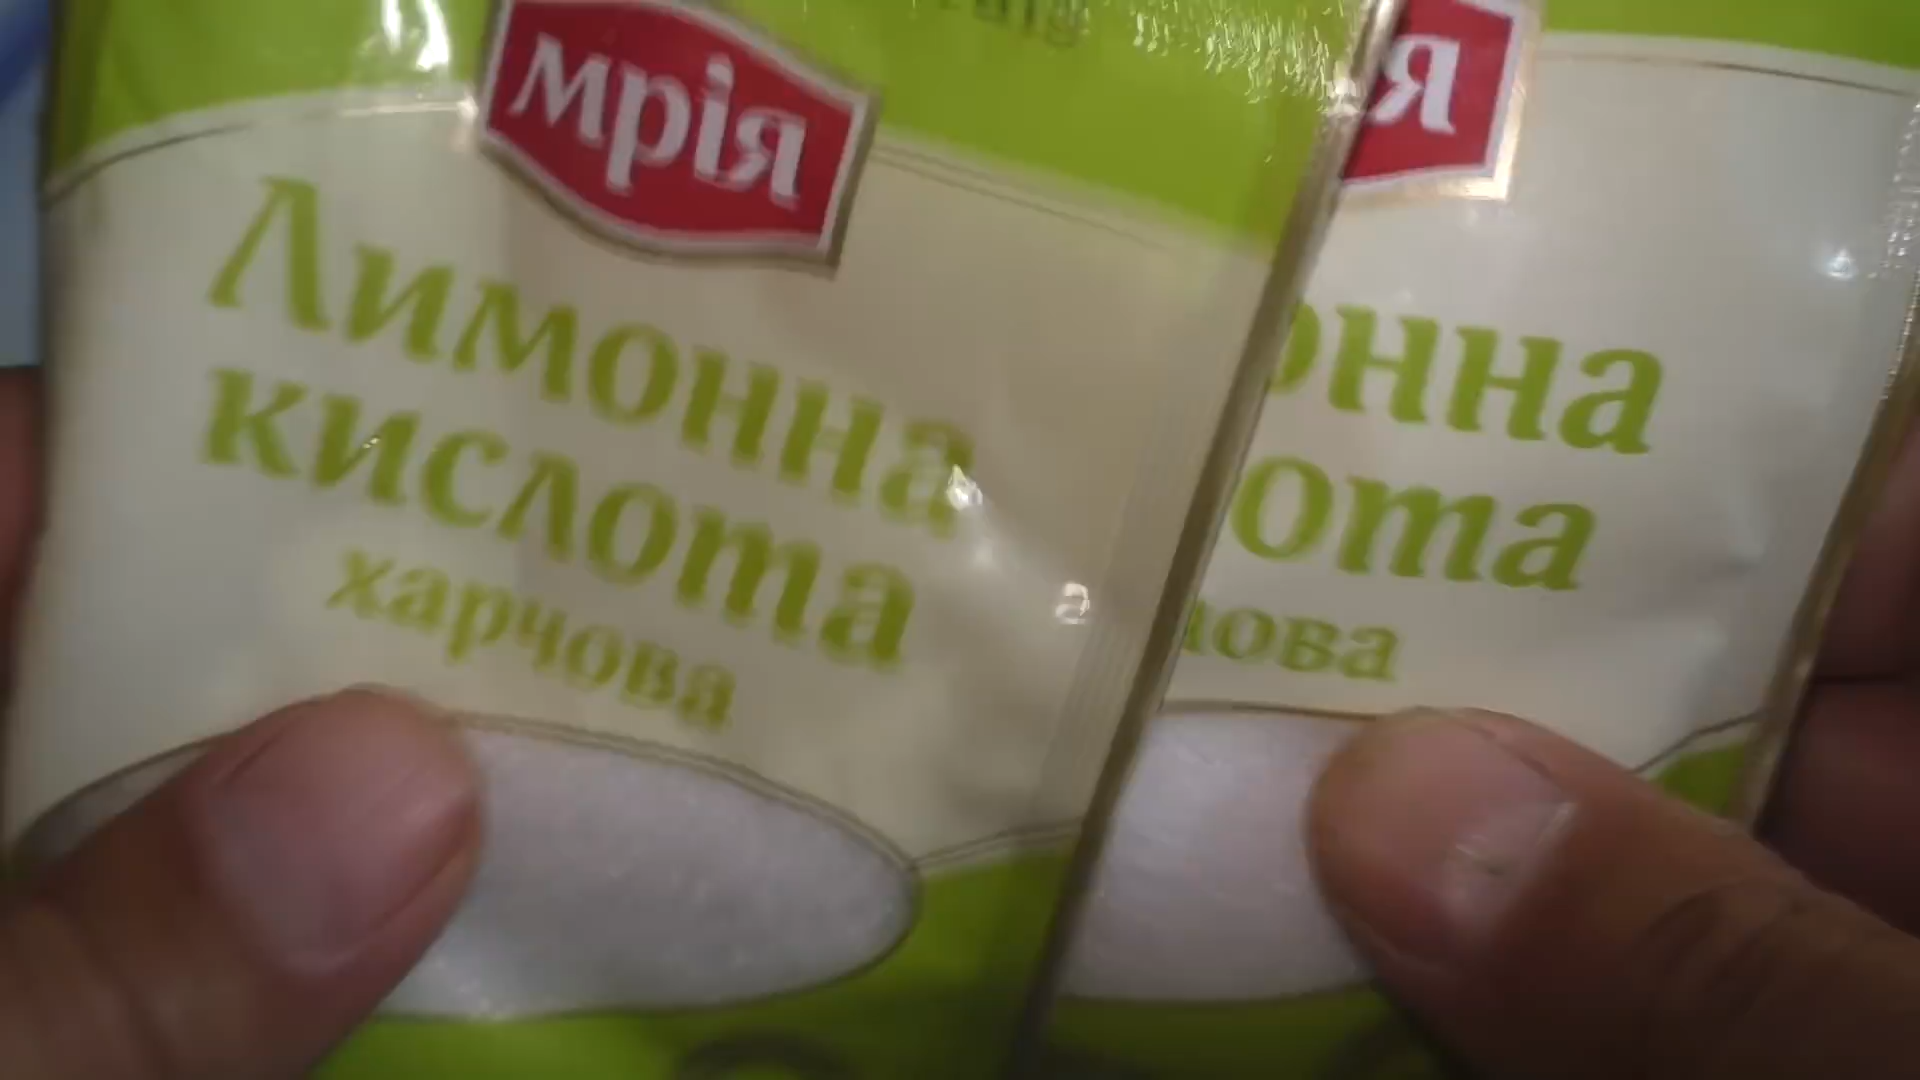 мрія
Лимонна
кислота
харчова
я
онна
ота
ова